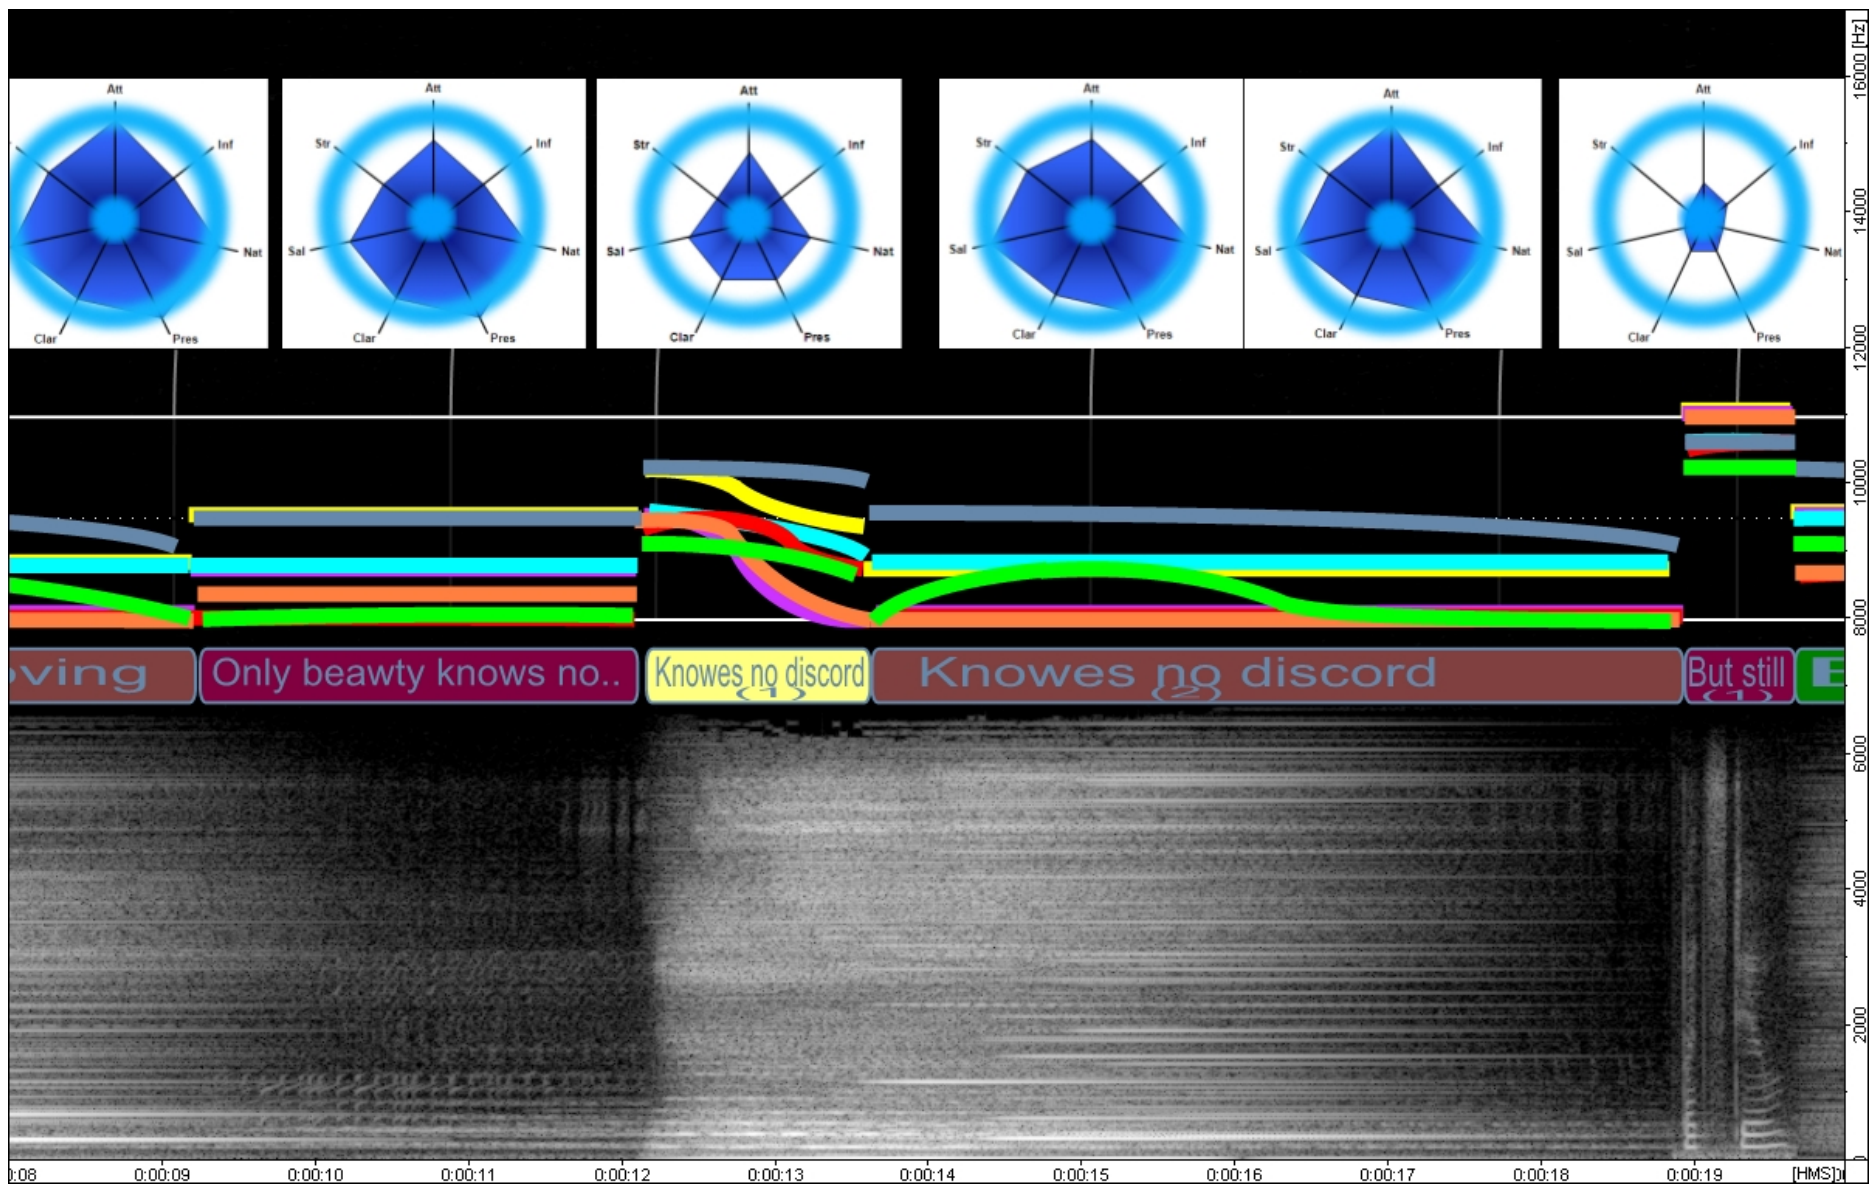 Att Att Att Att Att Att
Inf Str Inf Str Inf Str Inf Str Inf Str Inf
Nat Sal Nat Sal Nat Sal Nat Sal Nat Sal Nat
Clar Pres Clar Pres Clar Pres Clar Pres Clar Pres Clar Pres
oving
Only beawty knows no..
Knowes no discord
(1)
Knowes no discord
(2)
But still
(1)
E
16000 [Hz]
14000
12000
10000
8000
6000
4000
2000
0:08 0:00:09 0:00:10 0:00:11 0:00:12 0:00:13 0:00:14 0:00:15 0:00:16 0:00:17 0:00:18 0:00:19 [HMS]